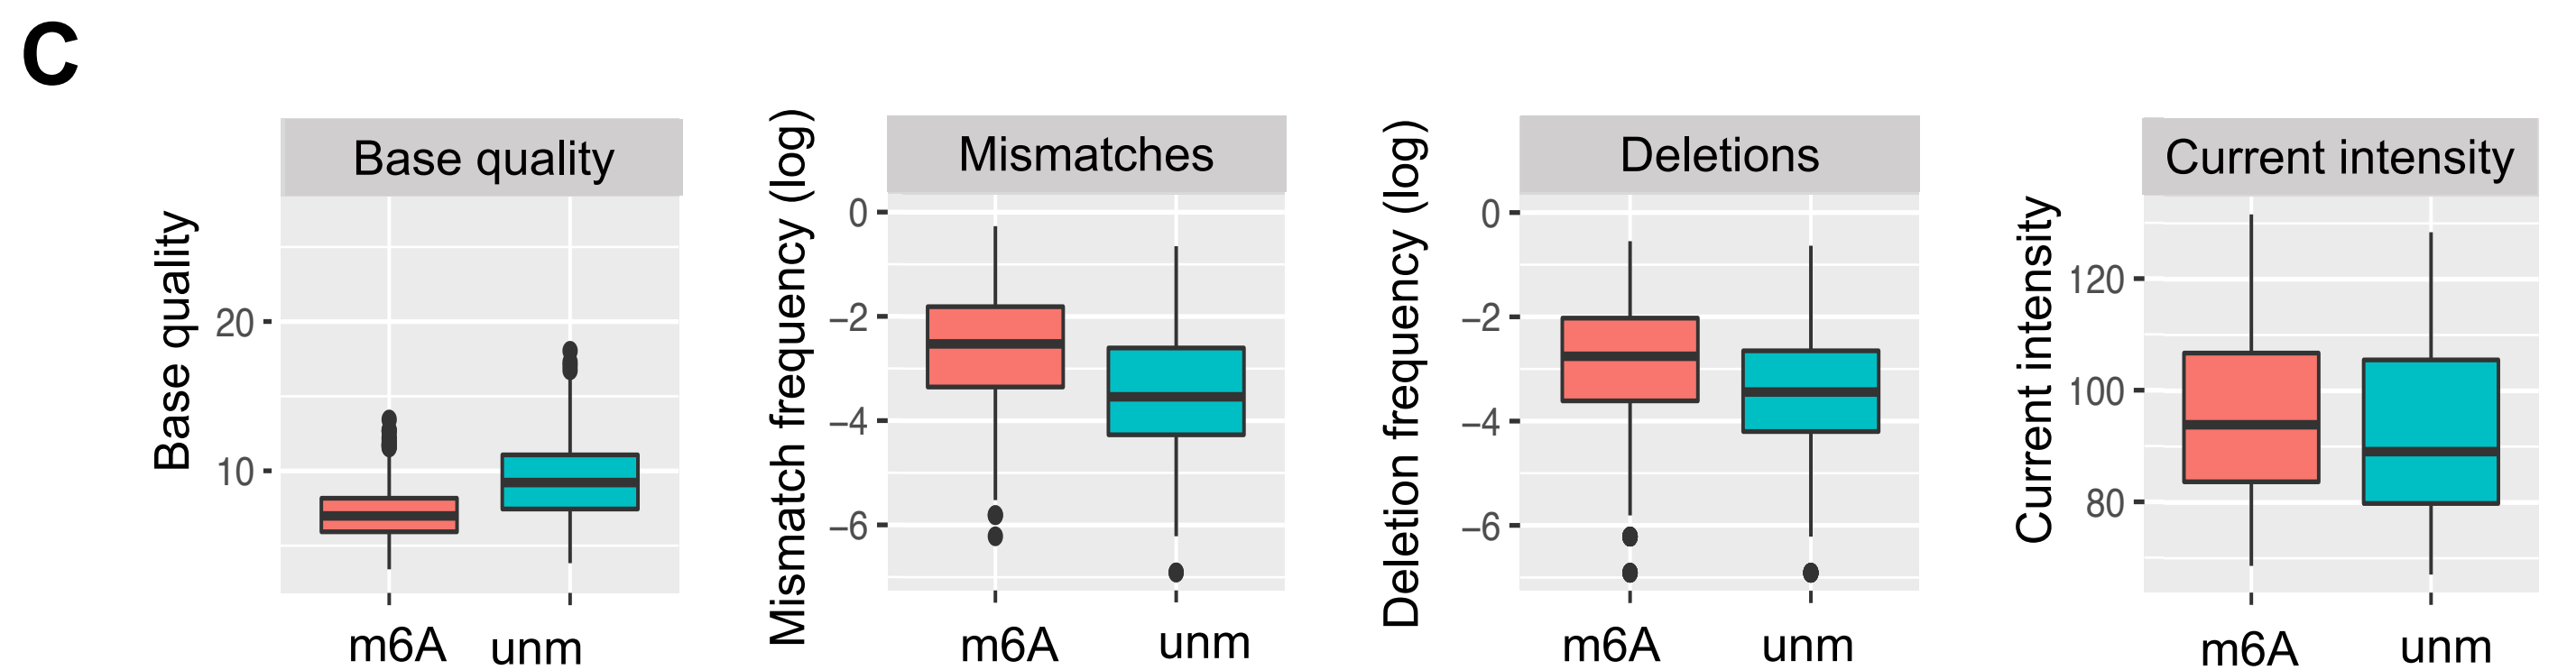 C
Base quality
Base quality
20
10
m6A unm
Mismatch frequency (log)
Mismatches
0
−2
−4
−6
m6A unm
Deletion frequency (log)
Deletions
0
−2
−4
−6
m6A unm
Current intensity
Current intensity
120
100
80
m6A unm